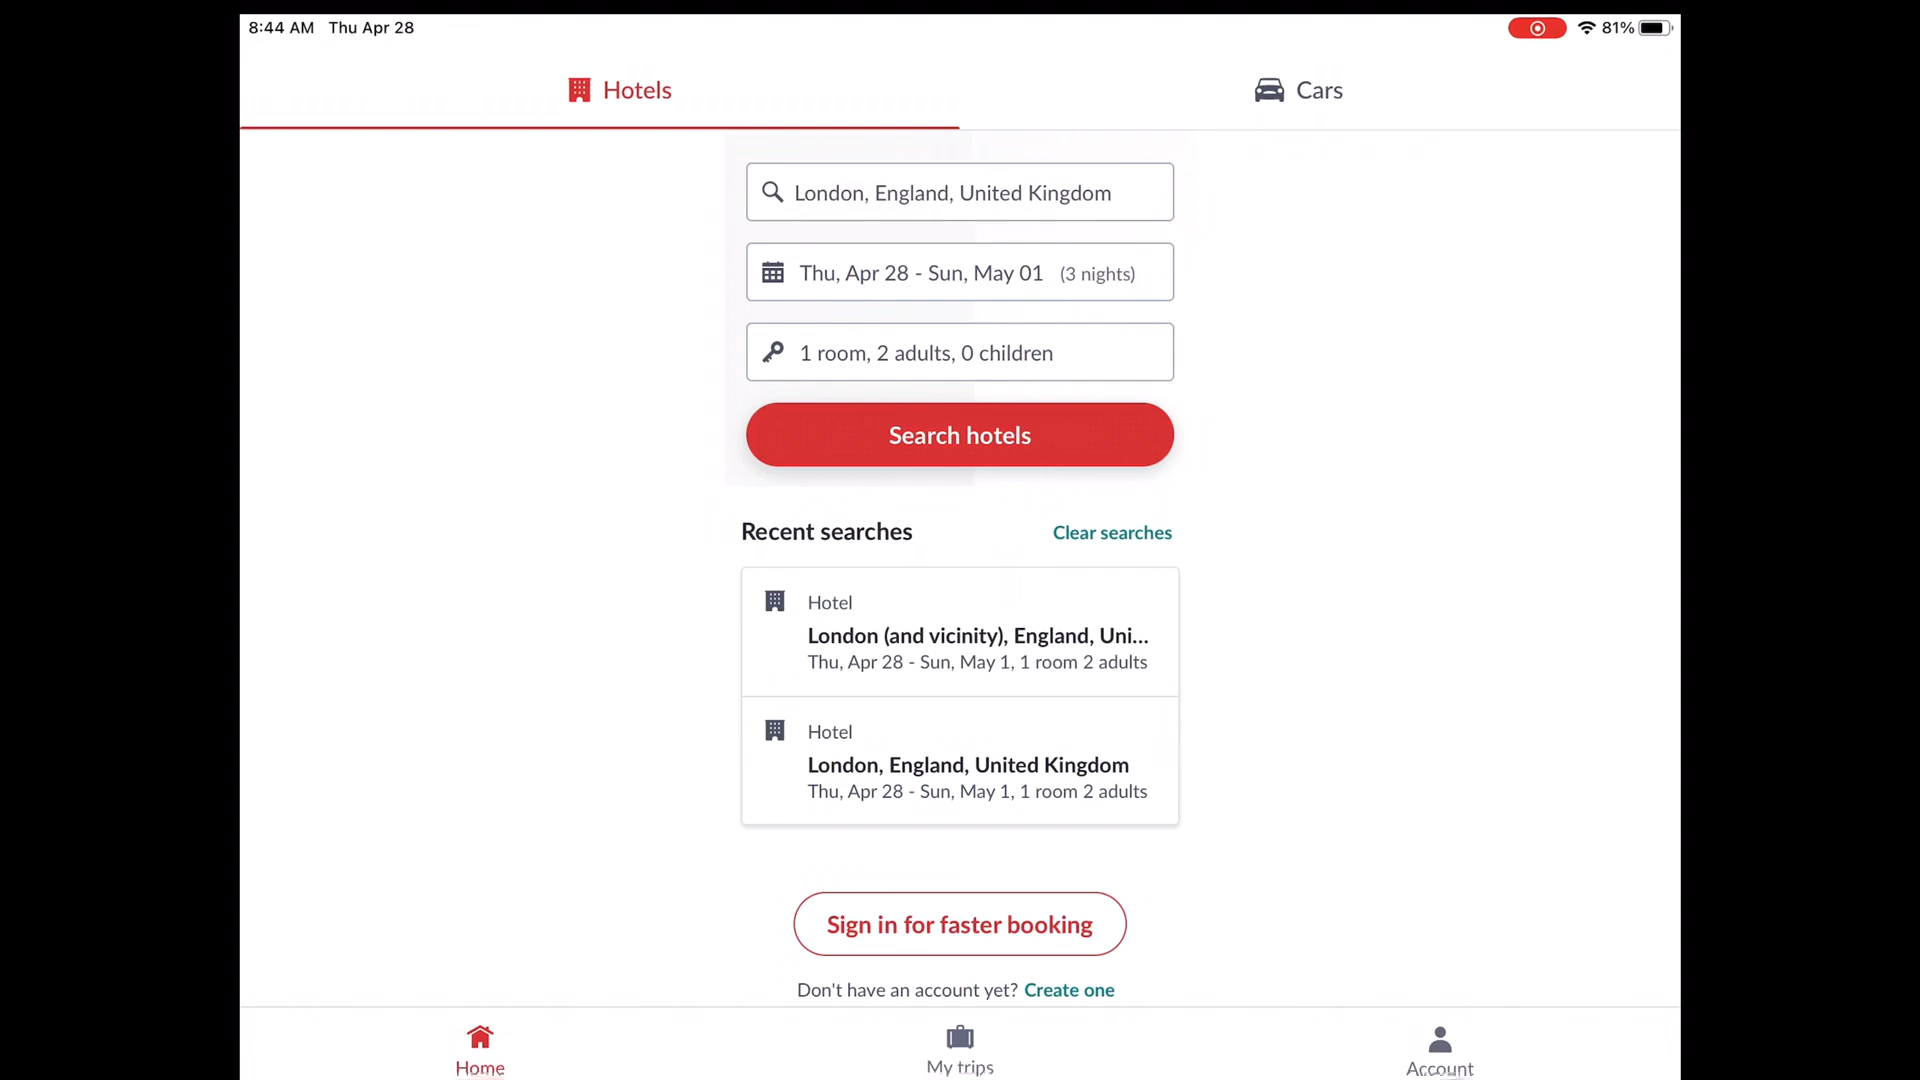 8:44 AM Thu Apr 28
81%
Hotels
Cars
London, England, United Kingdom
Thu, Apr 28 - Sun, May 01 (3 nights)
1 room, 2 adults, 0 children
Search hotels
Recent searches
Clear searches
Hotel
London (and vicinity), England, Uni...
Thu, Apr 28 - Sun, May 1, 1 room 2 adults
Hotel
London, England, United Kingdom
Thu, Apr 28 - Sun, May 1, 1 room 2 adults
Sign in for faster booking
Don't have an account yet? Create one
Home
My trips
Account